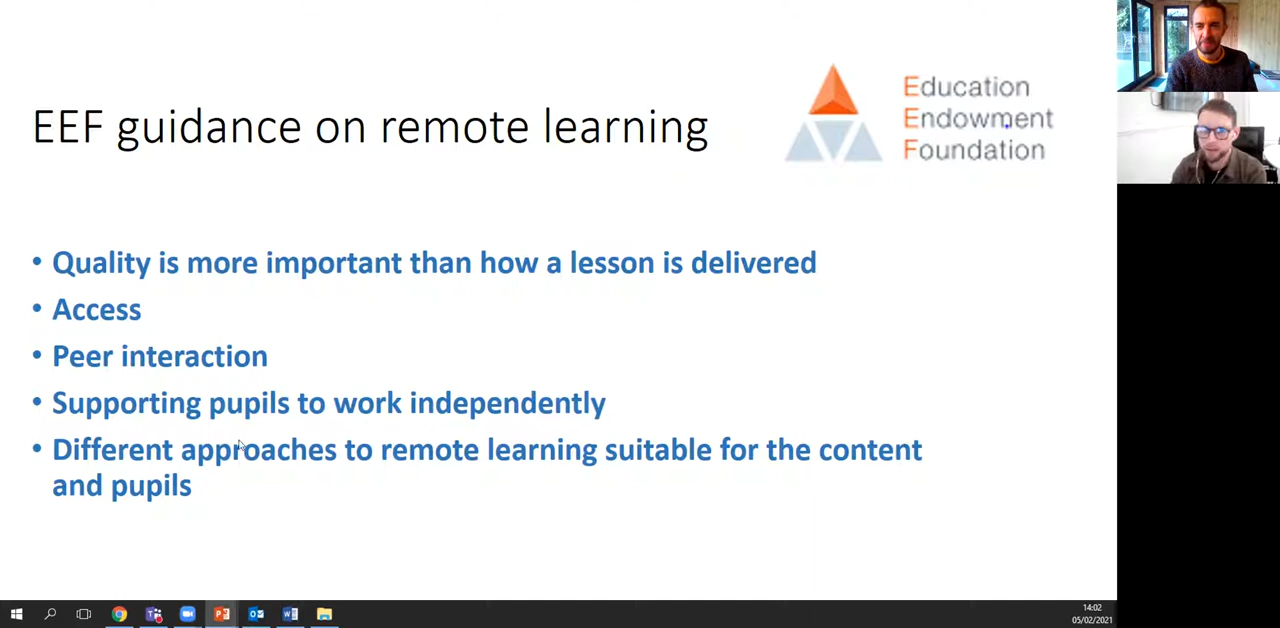 EEF guidance on remote learning
Education
Endowment
Foundation
• Quality is more important than how a lesson is delivered
• Access
• Peer interaction
• Supporting pupils to work independently
• Different approaches to remote learning suitable for the content
and pupils
14:02
05/02/2021